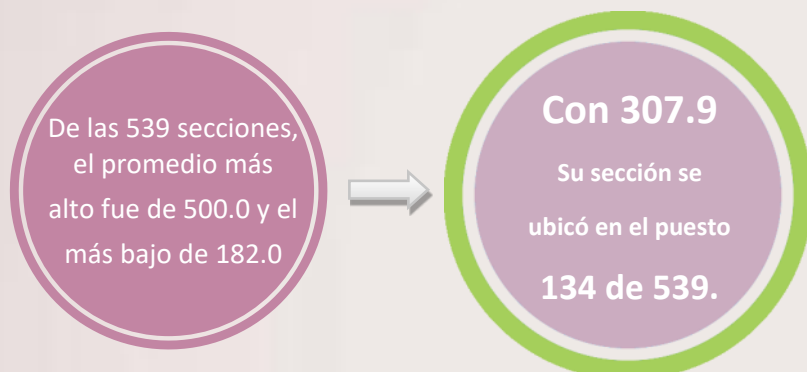 De las 539 secciones,
el promedio más
alto fue de 500.0 y el
más bajo de 182.0
Con 307.9
Su sección se
ubicó en el puesto
134 de 539.